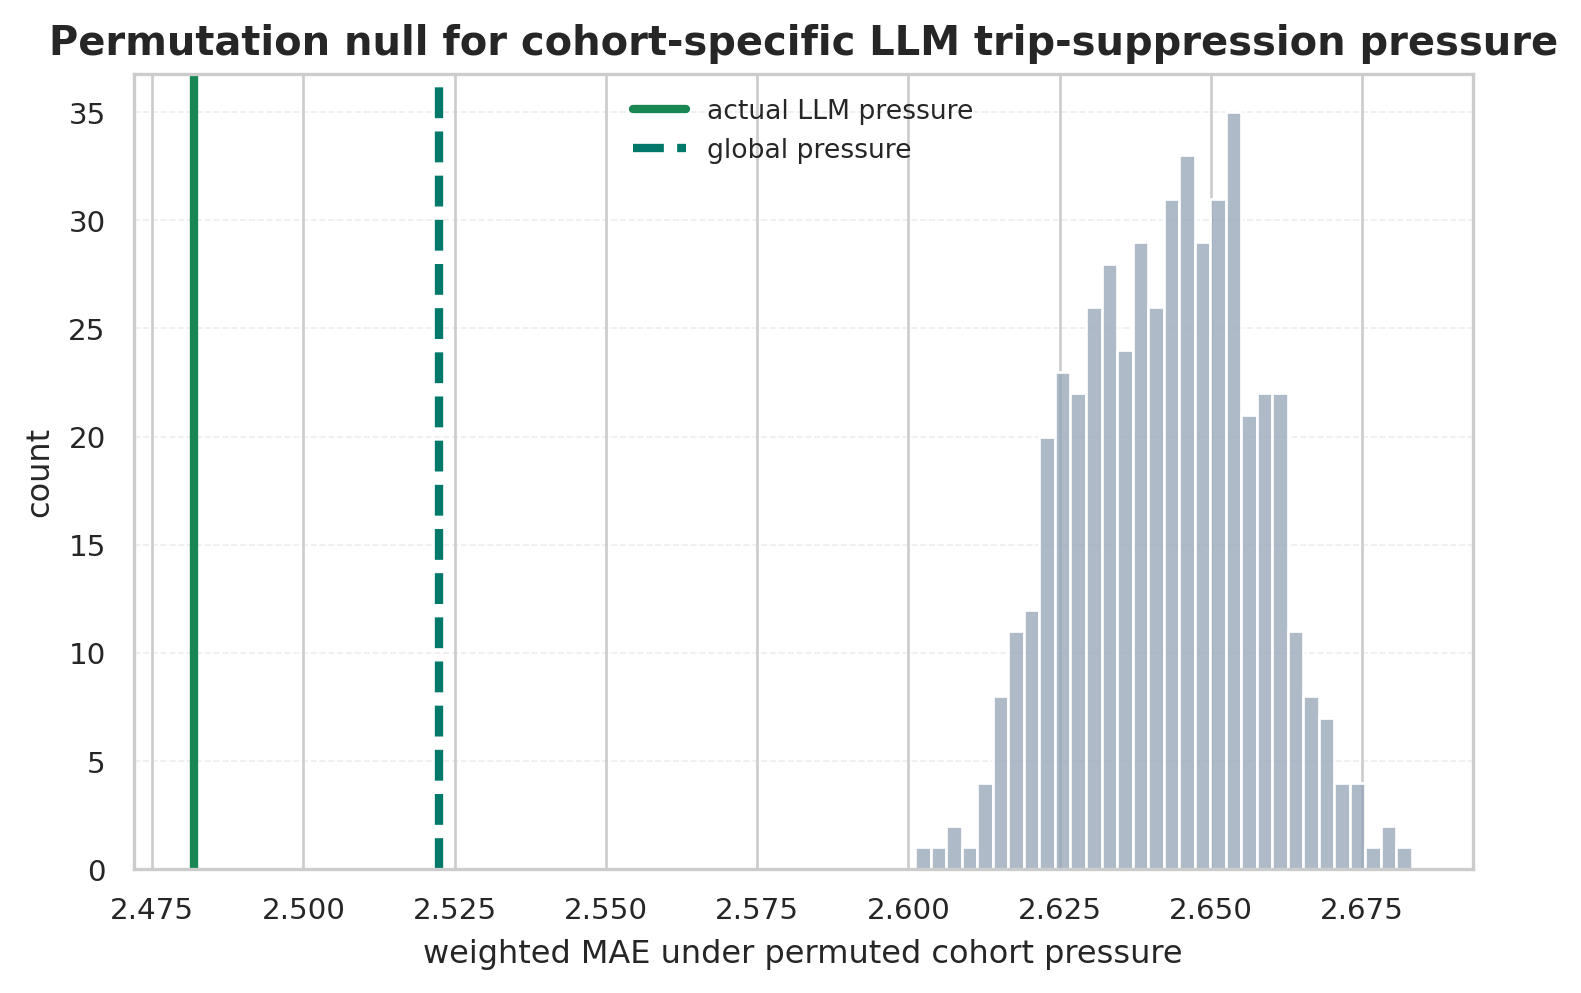 Permutation null for cohort-specific LLM trip-suppression pressure
actual LLM pressure
global pressure
35
30
25
20
15
10
5
0
count
2.475 2.500 2.525 2.550 2.575 2.600 2.625 2.650 2.675
weighted MAE under permuted cohort pressure